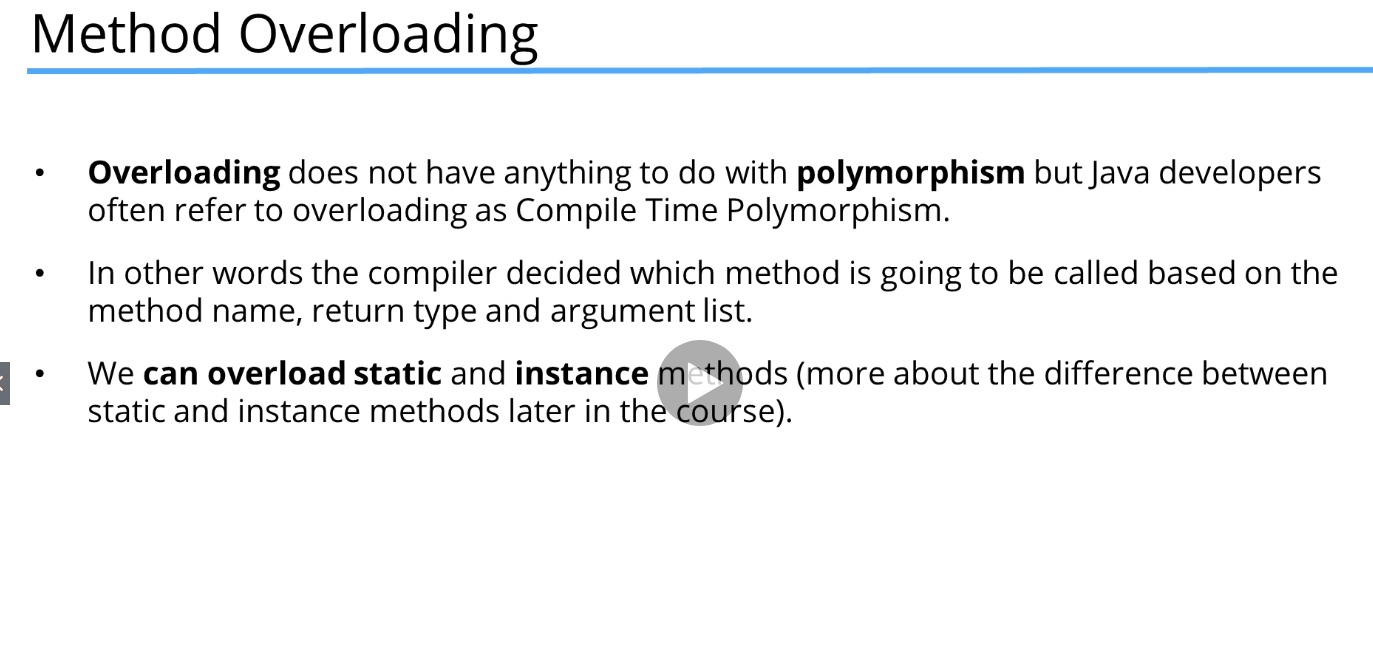 Method Overloading
• Overloading does not have anything to do with polymorphism but Java developers
often refer to overloading as Compile Time Polymorphism.
• In other words the compiler decided which method is going to be called based on the
method name, return type and argument list.
• We can overload static and instance methods (more about the difference between
static and instance methods later in the course).